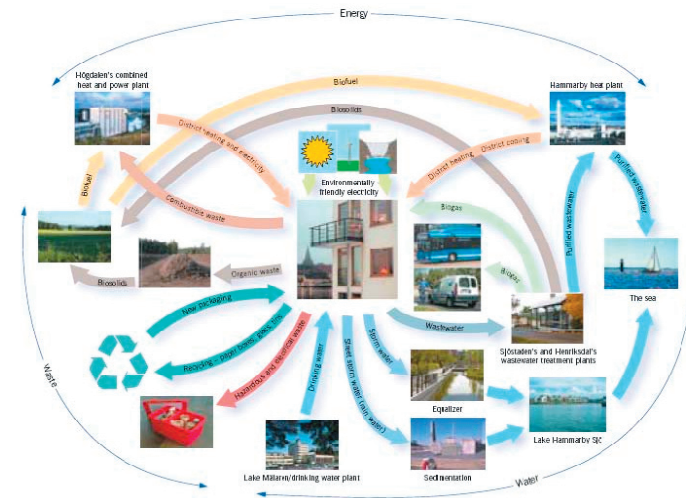 Energy
Högdalen's combined
heat and power plant
Biofuel
Hammarby heat plant
Biosolids
District heating and electricity
District heating District cooling
Environmentally
friendly electricity
Biofuel
Combustible waste
Biogas
Purified wastewater
Purified wastewater
Organic waste
Biosolids
Biogas
The sea
New packaging
Wastewater
Sjöstaden's and Henriksdal's
wastewater treatment plants
Recycling – paper boxes, glass, tins
Storm water
Hazardous and electrical waste
Drinking water
Street storm water (rain, water)
Waste
Equalizer
Lake Hammarby Sjö
Lake Mälaren/drinking water plant
Sedimentation
Water